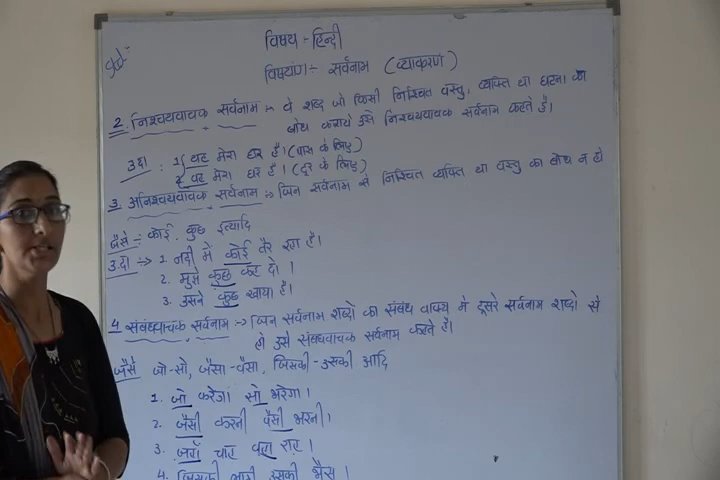 Std:-
विषय :- हिन्दी
विषयांग :- सर्वनाम (व्याकरण)
2. निश्चयवाचक सर्वनाम :- वे शब्द जो किसी निश्चित वस्तु, व्यक्ति या घटना का
बोध कराये उसे निश्चयवाचक सर्वनाम कहते है।
उदा : 1. यह मेरा घर है। (पास के लिए)
2. वह मेरा घर है। (दूर के लिए)
3. अनिश्चयवाचक सर्वनाम :- जिन सर्वनाम से निश्चित व्यक्ति या वस्तु का बोध न हो
जैसे :- कोई, कुछ इत्यादि
उदा :-> 1. नदी में कोई तैर रहा है।
2. मुझे कुछ कह दो ।
3. उसने कुछ खाया है।
4. संबंधवाचक सर्वनाम :-> जिन सर्वनाम शब्दों का संबंध वाक्य में दूसरे सर्वनाम शब्दो से
हो उसे संबंधवाचक सर्वनाम कहते है।
जैसे जो-सो, जैसा-वैसा, जिसकी-उसकी आदि
1. जो करेगा सो भरेगा।
2. जैसी करनी वैसी भरनी।
3. जहाँ चाह वहा राह ।
4. जिसकी लाठी उसकी भैंस ।